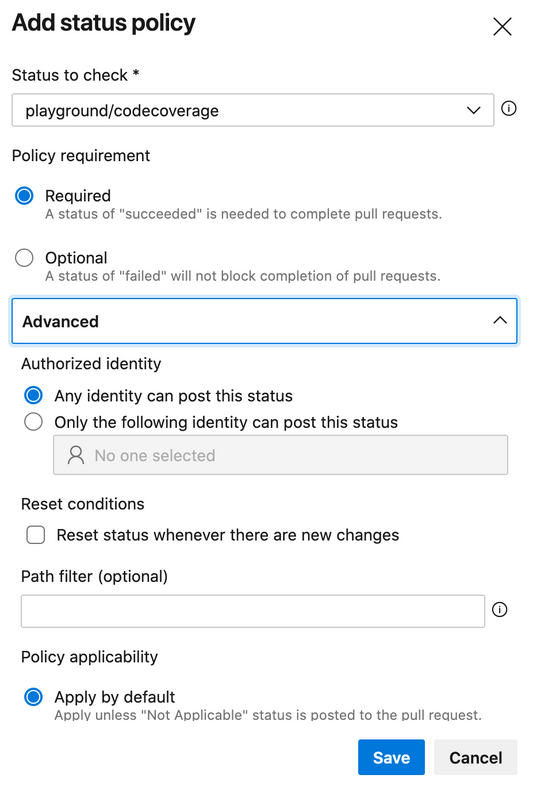 Add status policy
Status to check *
playground/codecoverage
Policy requirement
Required
A status of "succeeded" is needed to complete pull requests.
Optional
A status of "failed" will not block completion of pull requests.
Advanced
Authorized identity
Any identity can post this status
Only the following identity can post this status
No one selected
Reset conditions
Reset status whenever there are new changes
Path filter (optional)
Policy applicability
Apply by default
Apply unless "Not Applicable" status is posted to the pull request.
Save Cancel